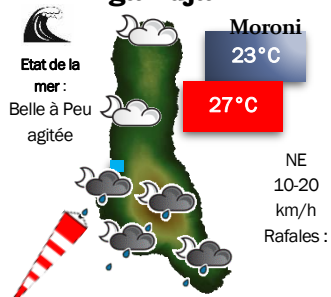 Moroni
23°C
Etat de la
mer :
Belle à Peu
agitée
27°C
NE
10-20
km/h
Rafales :